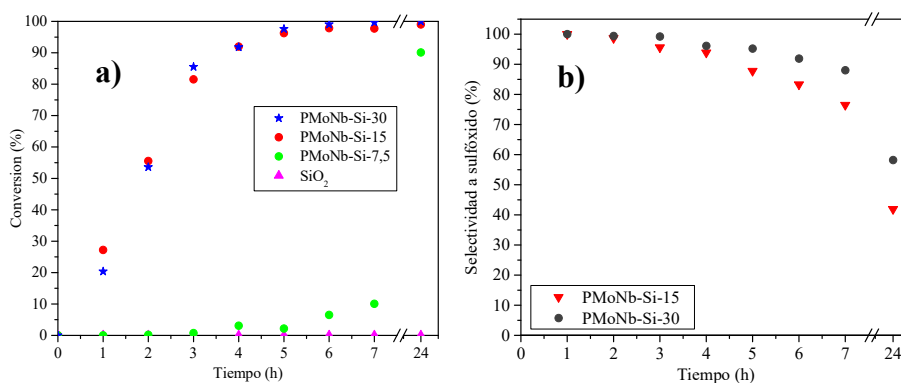 a)
Conversion (%)
100
90
80
70
60
50
40
30
20
10
0
PMoNb-Si-30
PMoNb-Si-15
PMoNb-Si-7,5
SiO₂
0 1 2 3 4 5 6 7 24
Tiempo (h)
b)
Selectividad a sulfóxido (%)
100
90
80
70
60
50
40
30
20
10
0
PMoNb-Si-15
PMoNb-Si-30
0 1 2 3 4 5 6 7 24
Tiempo (h)